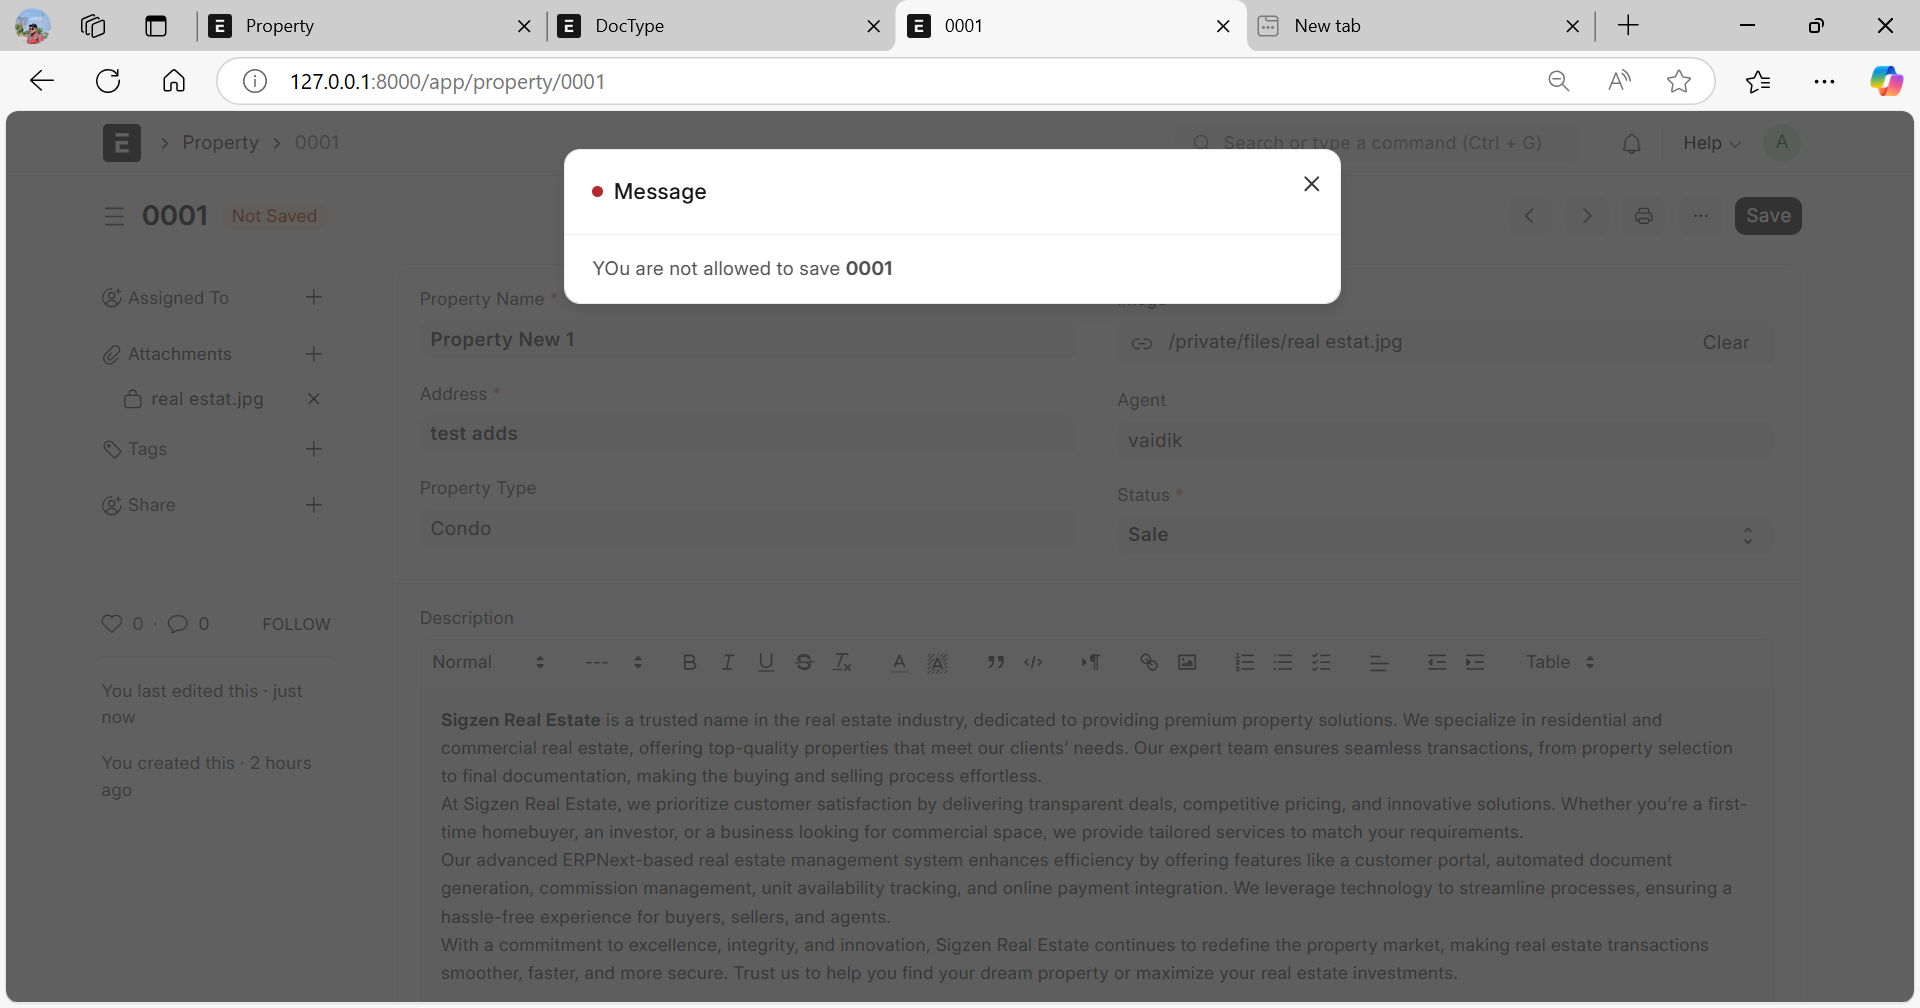 Property
DocType
0001
New tab
127.0.0.1:8000/app/property/0001
Property
0001
Search or type a command (Ctrl + G)
Help
A
0001
Not Saved
Save
Message
YOu are not allowed to save 0001
Assigned To
Attachments
real estat.jpg
Tags
Share
0 · 0
FOLLOW
You last edited this · just
now
You created this · 2 hours
ago
Property Name *
Property New 1
Address *
test adds
Property Type
Condo
/private/files/real estat.jpg
Clear
Agent
vaidik
Status *
Sale
Description
Normal
---
Table
Sigzen Real Estate is a trusted name in the real estate industry, dedicated to providing premium property solutions. We specialize in residential and
commercial real estate, offering top-quality properties that meet our clients' needs. Our expert team ensures seamless transactions, from property selection
to final documentation, making the buying and selling process effortless.
At Sigzen Real Estate, we prioritize customer satisfaction by delivering transparent deals, competitive pricing, and innovative solutions. Whether you're a first-
time homebuyer, an investor, or a business looking for commercial space, we provide tailored services to match your requirements.
Our advanced ERPNext-based real estate management system enhances efficiency by offering features like a customer portal, automated document
generation, commission management, unit availability tracking, and online payment integration. We leverage technology to streamline processes, ensuring a
hassle-free experience for buyers, sellers, and agents.
With a commitment to excellence, integrity, and innovation, Sigzen Real Estate continues to redefine the property market, making real estate transactions
smoother, faster, and more secure. Trust us to help you find your dream property or maximize your real estate investments.